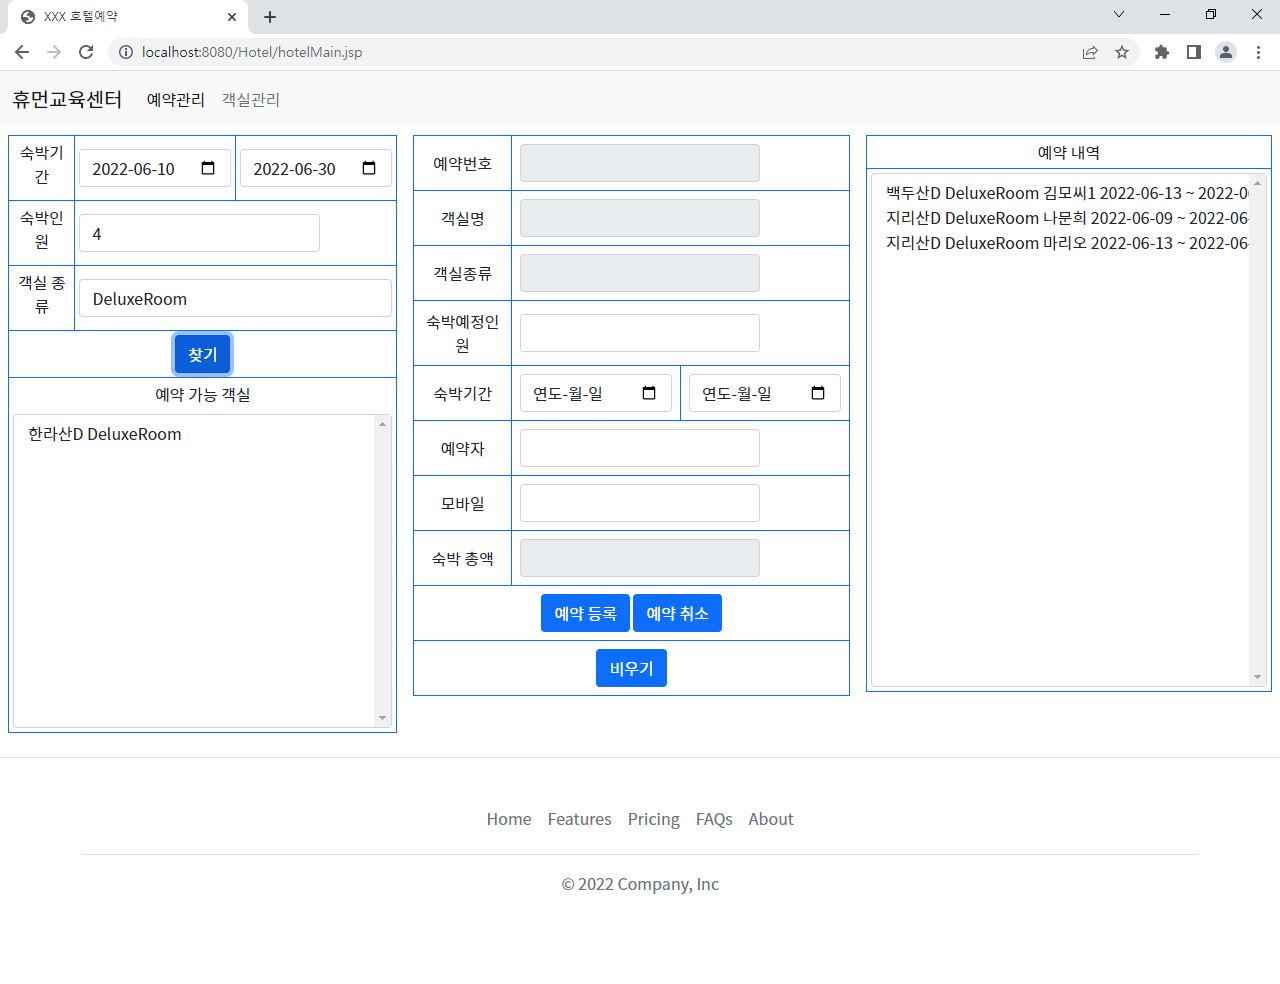 XXX 호텔예약
localhost:8080/Hotel/hotelMain.jsp
휴먼교육센터 예약관리 객실관리
숙박기
간
2022-06-10 2022-06-30
숙박인
원
4
객실 종
류
DeluxeRoom
찾기
예약 가능 객실
한라산D DeluxeRoom
예약번호
객실명
객실종류
숙박예정인
원
숙박기간 연도-월-일 연도-월-일
예약자
모바일
숙박 총액
예약 등록 예약 취소
비우기
예약 내역
백두산D DeluxeRoom 김모씨1 2022-06-13 ~ 2022-0
지리산D DeluxeRoom 나문희 2022-06-09 ~ 2022-06-
지리산D DeluxeRoom 마리오 2022-06-13 ~ 2022-06-
Home Features Pricing FAQs About
© 2022 Company, Inc